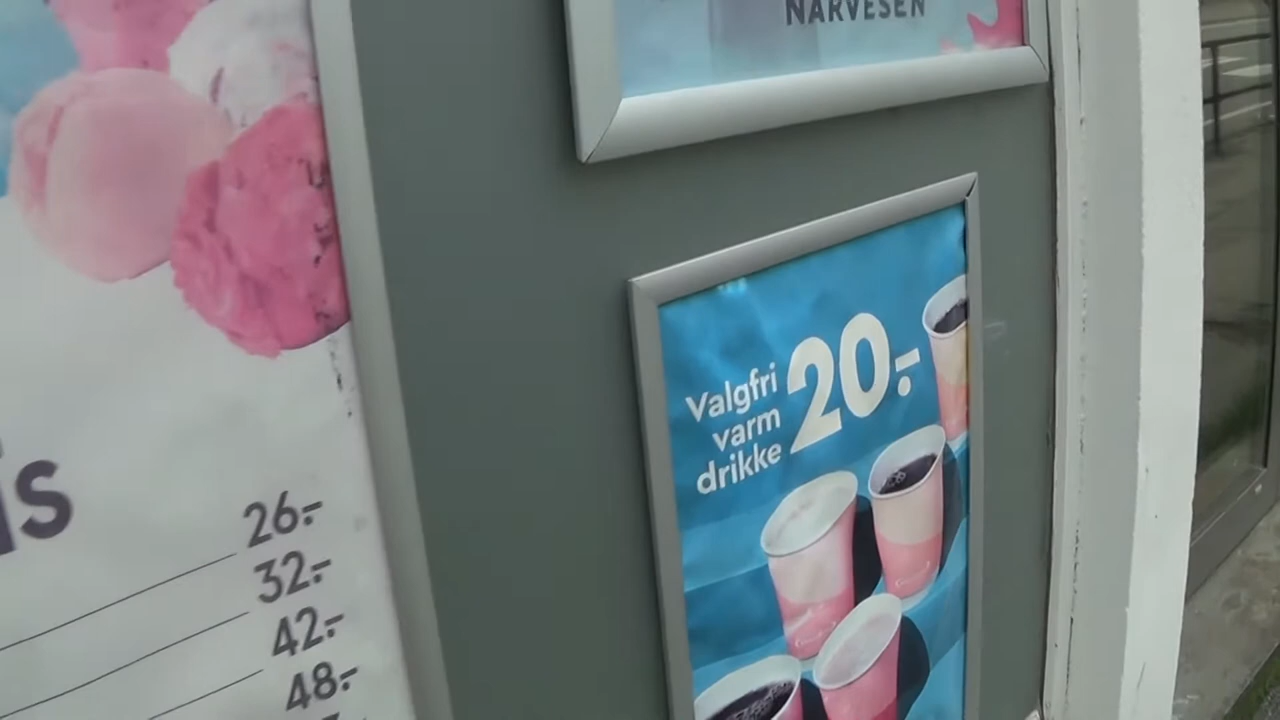 NARVESEN
Valgfri
varm
drikke
20.-
is
26.-
32.-
42.-
48.-